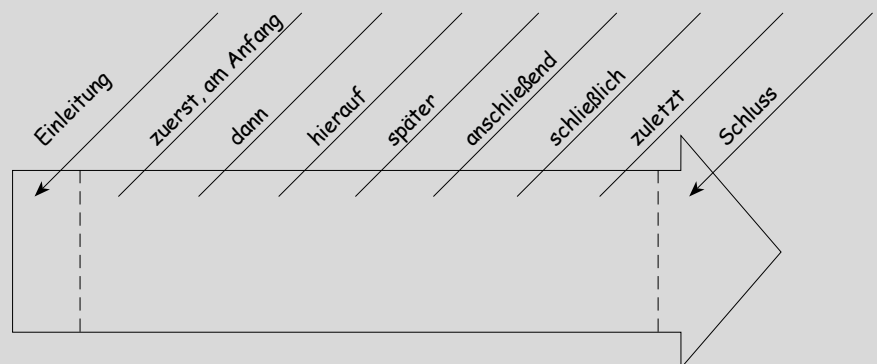 Einleitung
zuerst, am Anfang
dann
hierauf
später
anschließend
schließlich
zuletzt
Schluss